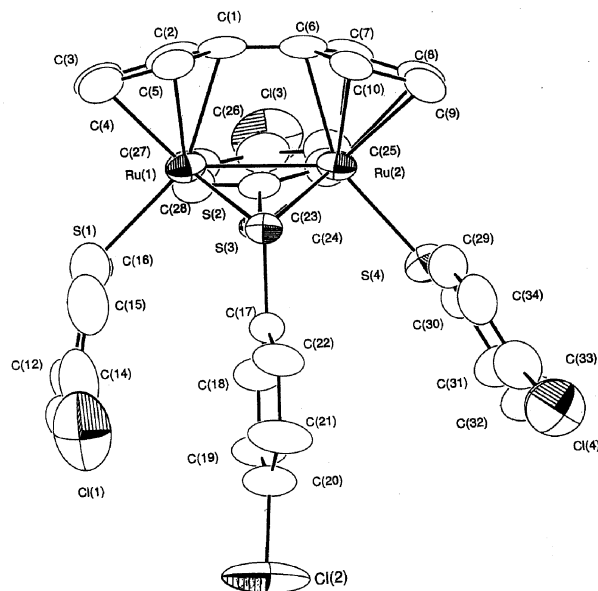 C(1)
C(6)
C(7)
C(2)
C(3)
C(8)
Cl(3)
C(5)
C(10)
C(9)
C(26)
C(4)
C(27)
C(25)
Ru(1)
Ru(2)
C(28)
S(2)
C(23)
S(1)
S(3)
C(24)
C(29)
C(16)
S(4)
C(15)
C(34)
C(17)
C(30)
C(22)
C(12)
C(14)
C(33)
C(18)
C(31)
C(21)
C(32)
Cl(4)
C(19)
C(20)
Cl(1)
Cl(2)